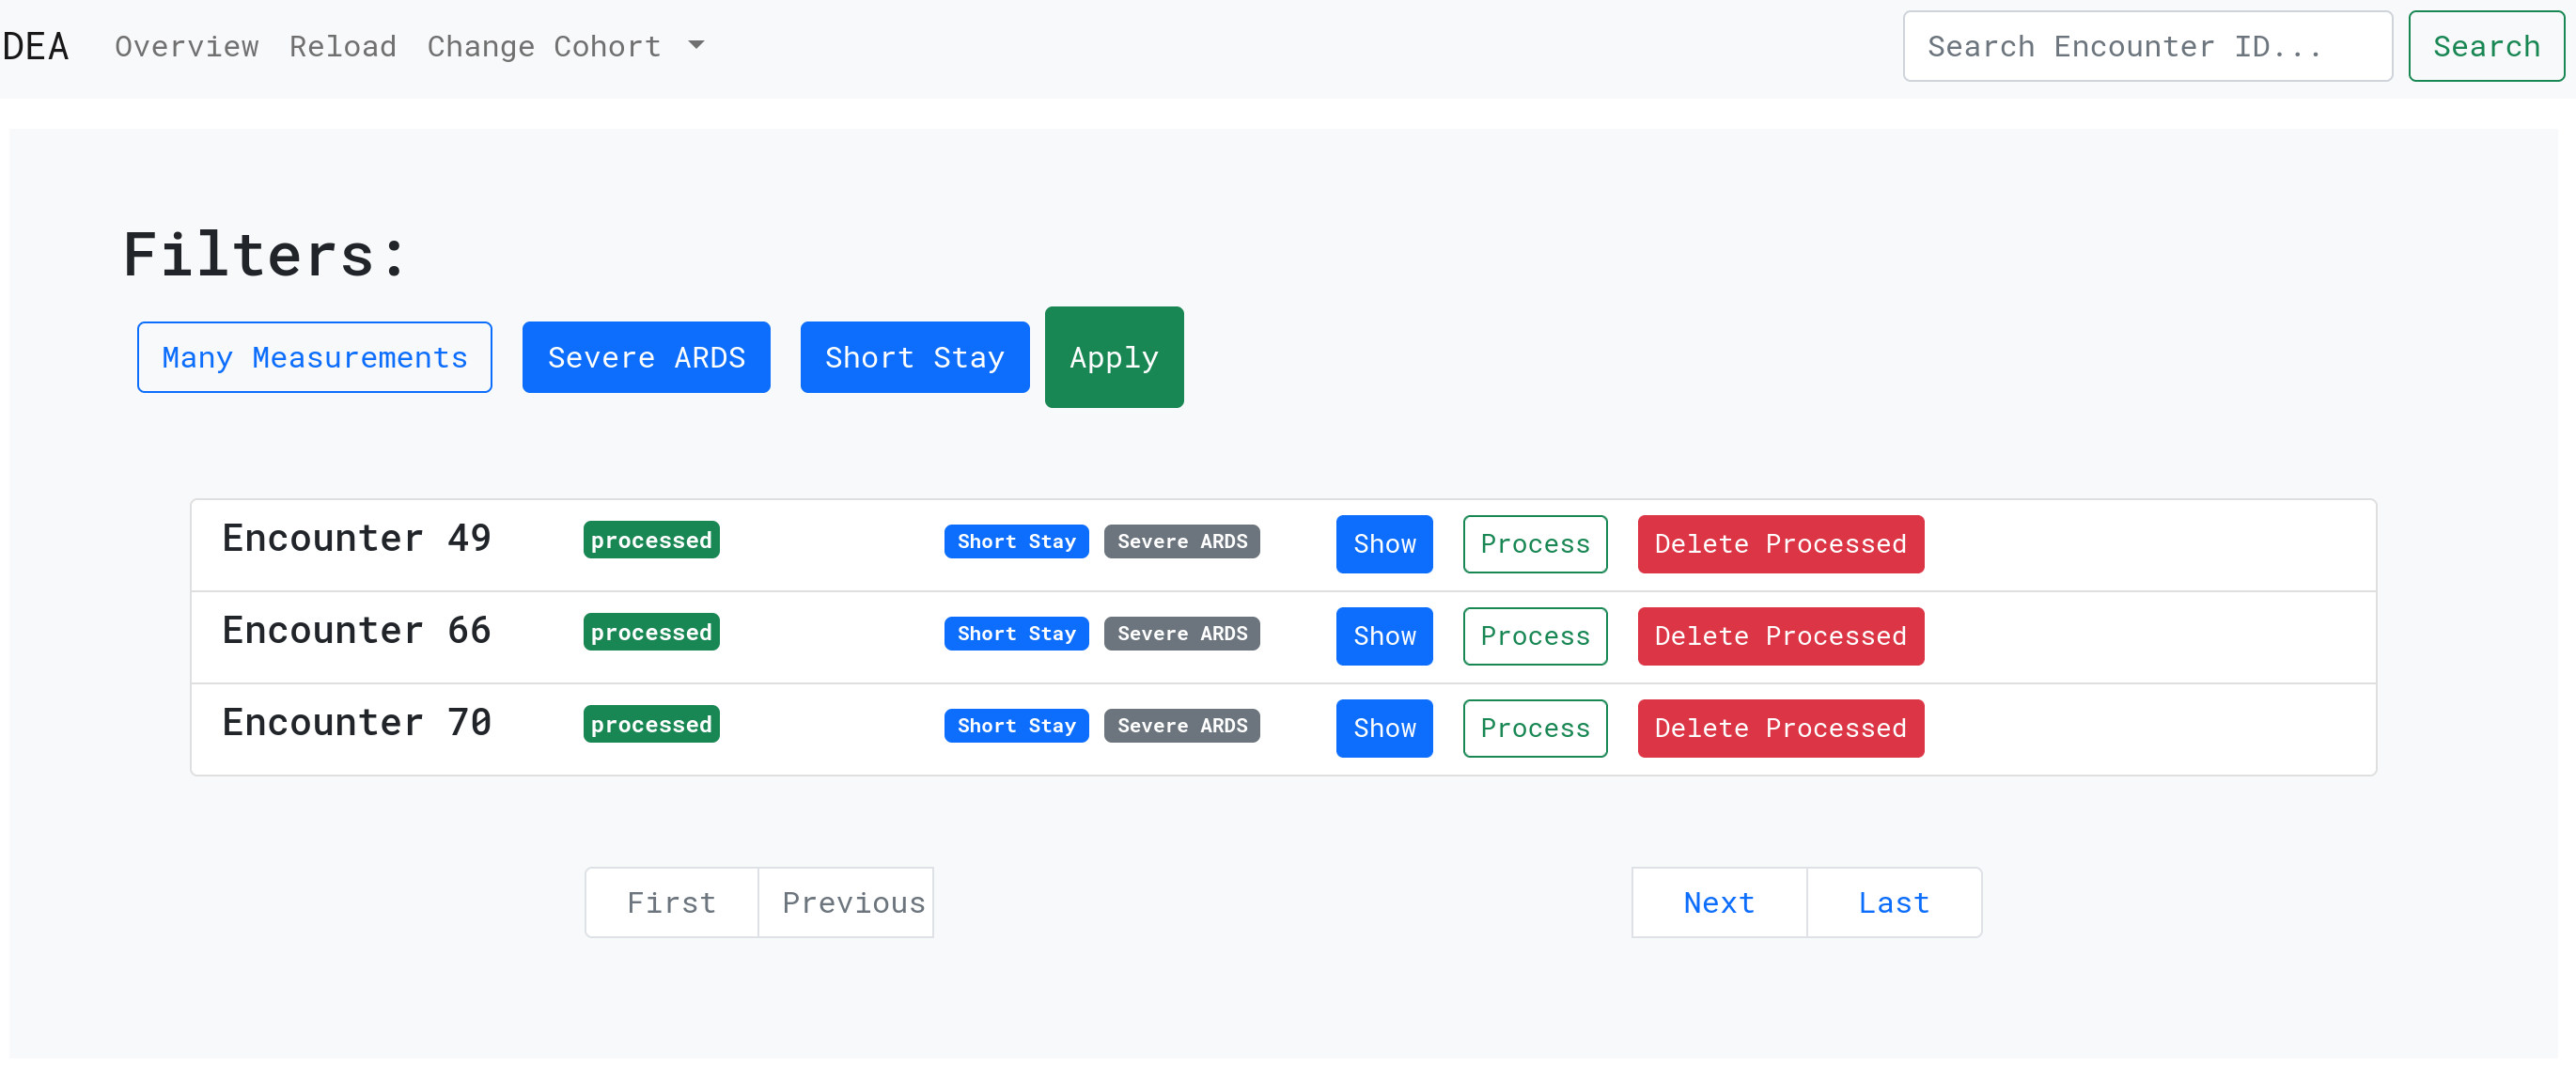 DEA Overview Reload Change Cohort Search Encounter ID... Search
Filters:
Many Measurements Severe ARDS Short Stay Apply
Encounter 49 processed Short Stay Severe ARDS Show Process Delete Processed
Encounter 66 processed Short Stay Severe ARDS Show Process Delete Processed
Encounter 70 processed Short Stay Severe ARDS Show Process Delete Processed
First Previous Next Last